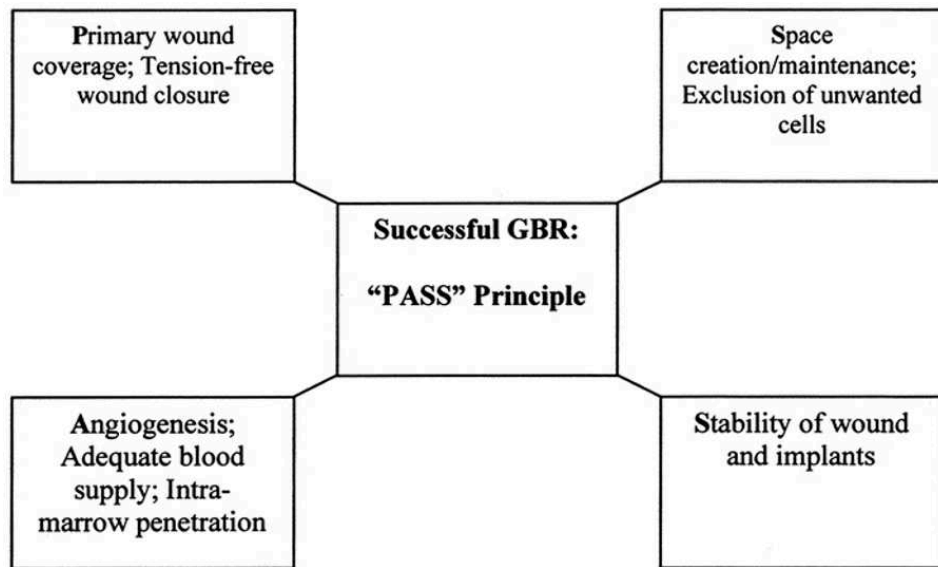 Primary wound
coverage; Tension-free
wound closure
Space
creation/maintenance;
Exclusion of unwanted
cells
Successful GBR:
“PASS” Principle
Angiogenesis;
Adequate blood
supply; Intra-
marrow penetration
Stability of wound
and implants